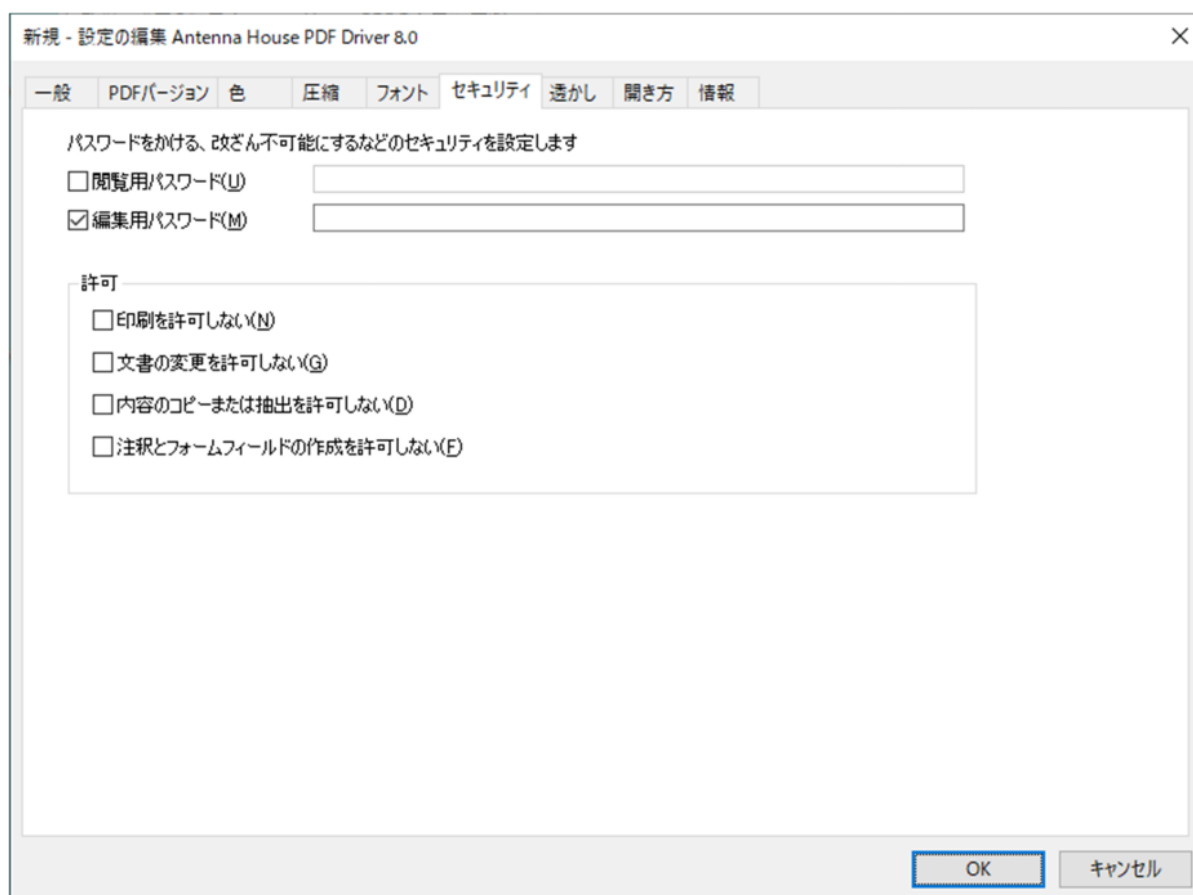 新規 - 設定の編集 Antenna House PDF Driver 8.0
一般 PDFバージョン 色 圧縮 フォント セキュリティ 透かし 開き方 情報
パスワードをかける、改ざん不可能にするなどのセキュリティを設定します
閲覧用パスワード(U)
編集用パスワード(M)
許可
印刷を許可しない(N)
文書の変更を許可しない(G)
内容のコピーまたは抽出を許可しない(D)
注釈とフォームフィールドの作成を許可しない(F)
OK キャンセル